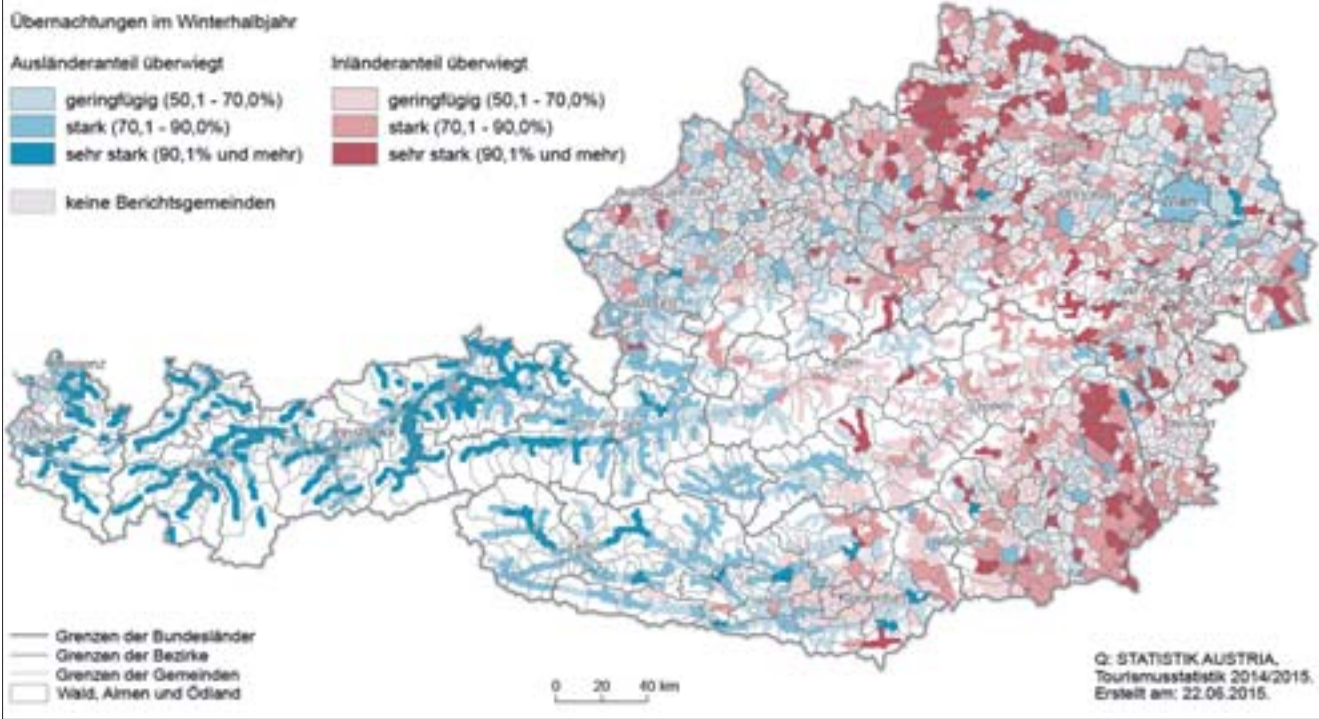 Übernachtungen im Winterhalbjahr
Ausländeranteil überwiegt
geringfügig (50,1 - 70,0%)
stark (70,1 - 90,0%)
sehr stark (90,1% und mehr)
Inländeranteil überwiegt
geringfügig (50,1 - 70,0%)
stark (70,1 - 90,0%)
sehr stark (90,1% und mehr)
keine Berichtsgemeinden
Wien
Grenzen der Bundesländer
Grenzen der Bezirke
Grenzen der Gemeinden
Wald, Almen und Ödland
0 20 40 km
Q: STATISTIK AUSTRIA,
Tourismusstatistik 2014/2015.
Erstellt am: 22.06.2015.